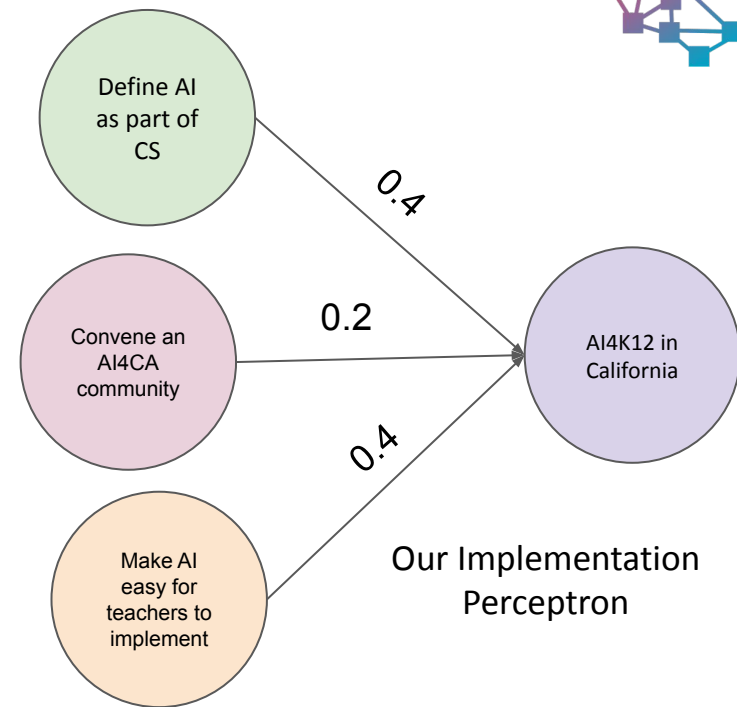 Define AI
as part of
CS
0.4
Convene an
AI4CA
community
0.2
AI4K12 in
California
0.4
Make AI
easy for
teachers to
implement
Our Implementation
Perceptron